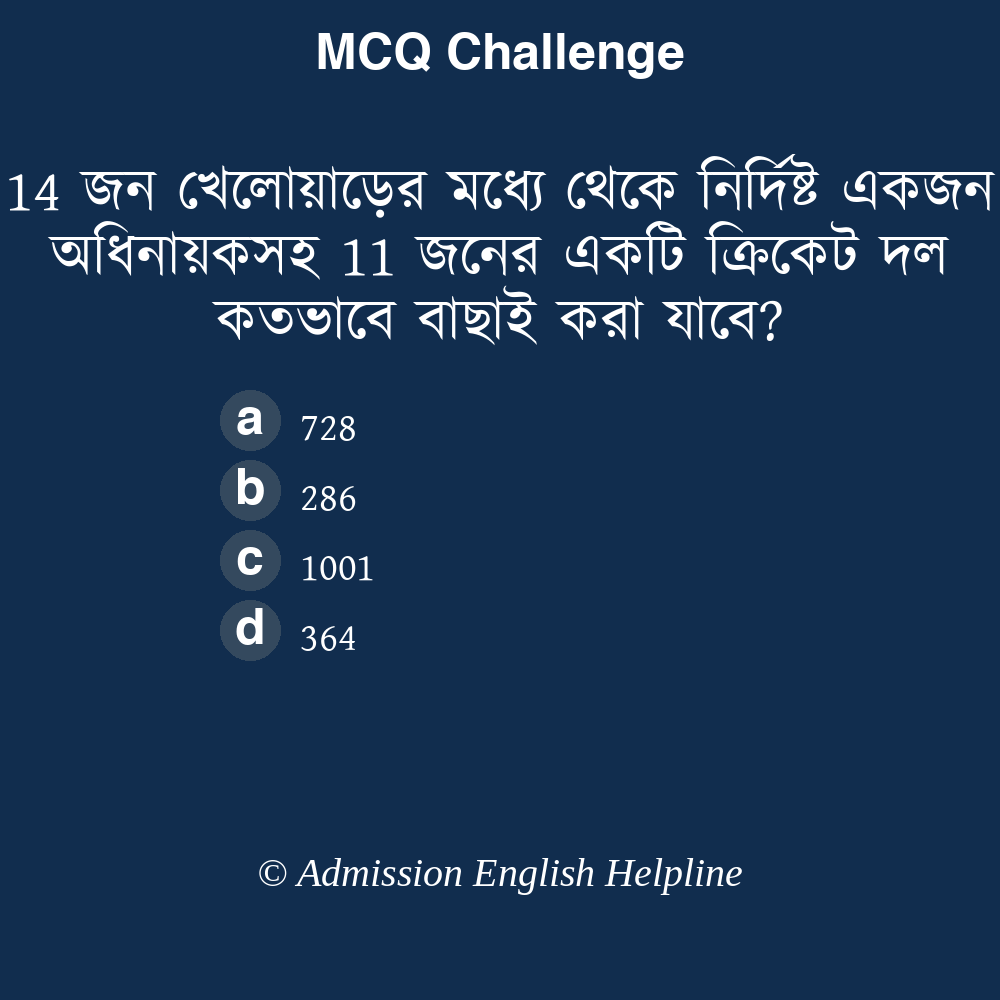 MCQ Challenge
14 জন খেলোয়াড়ের মধ্যে থেকে নির্দিষ্ট একজন
অধিনায়কসহ 11 জনের একটি ক্রিকেট দল
কতভাবে বাছাই করা যাবে?
a 728
b 286
c 1001
d 364
© Admission English Helpline